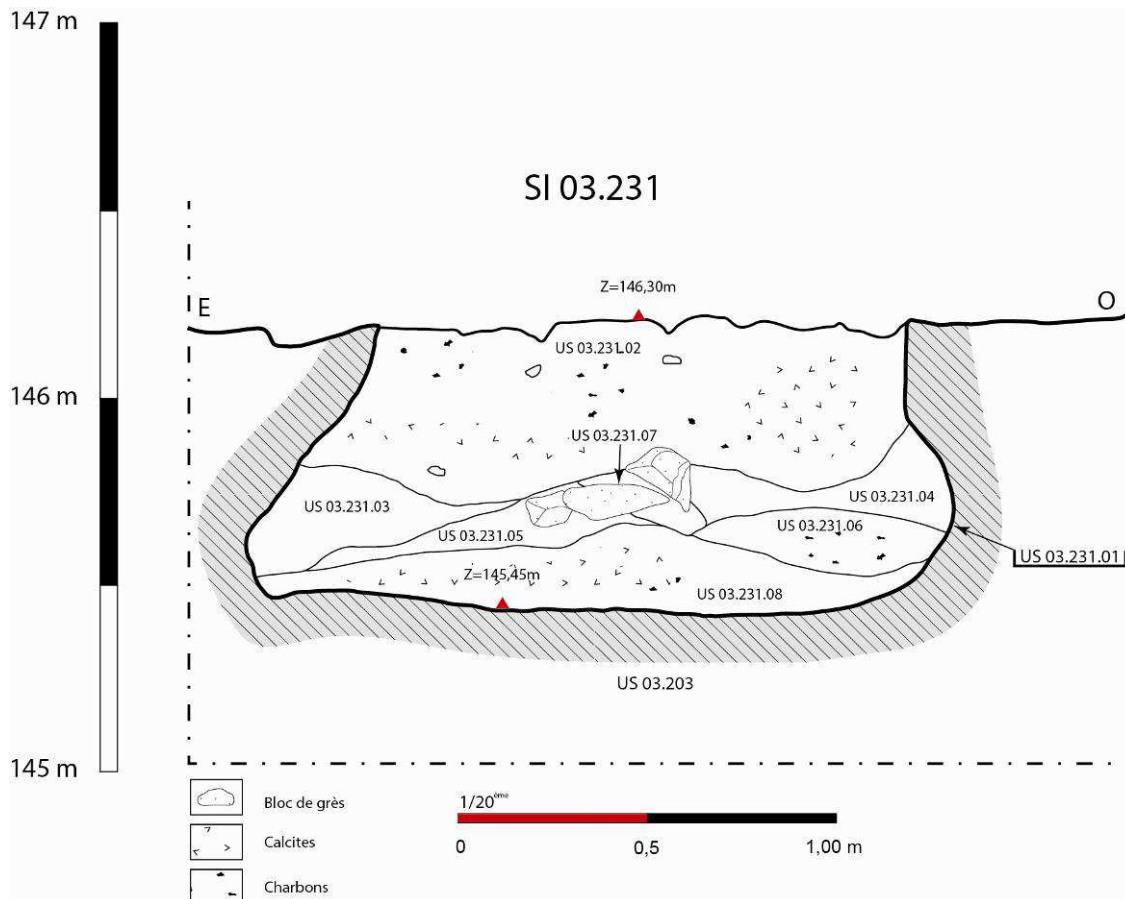 147 m
SI 03.231
Z=146,30m
E
O
US 03.231.02
146 m
US 03.231.07
US 03.231.03
US 03.231.04
US 03.231.06
US 03.231.05
US 03.231.01
Z=145,45m
US 03.231.08
US 03.203
145 m
Bloc de grès
1/20ème
Calcites
0
0,5
1,00 m
Charbons